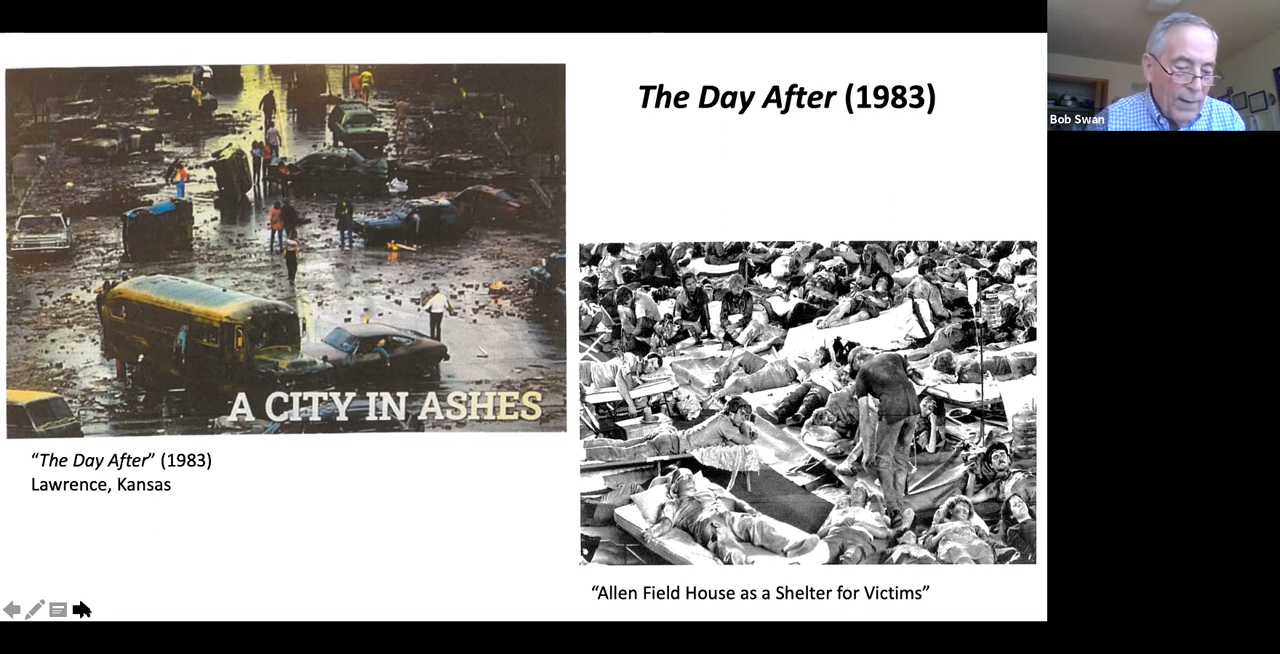 The Day After (1983)
Bob Swan
A CITY IN ASHES
“The Day After” (1983)
Lawrence, Kansas
“Allen Field House as a Shelter for Victims”